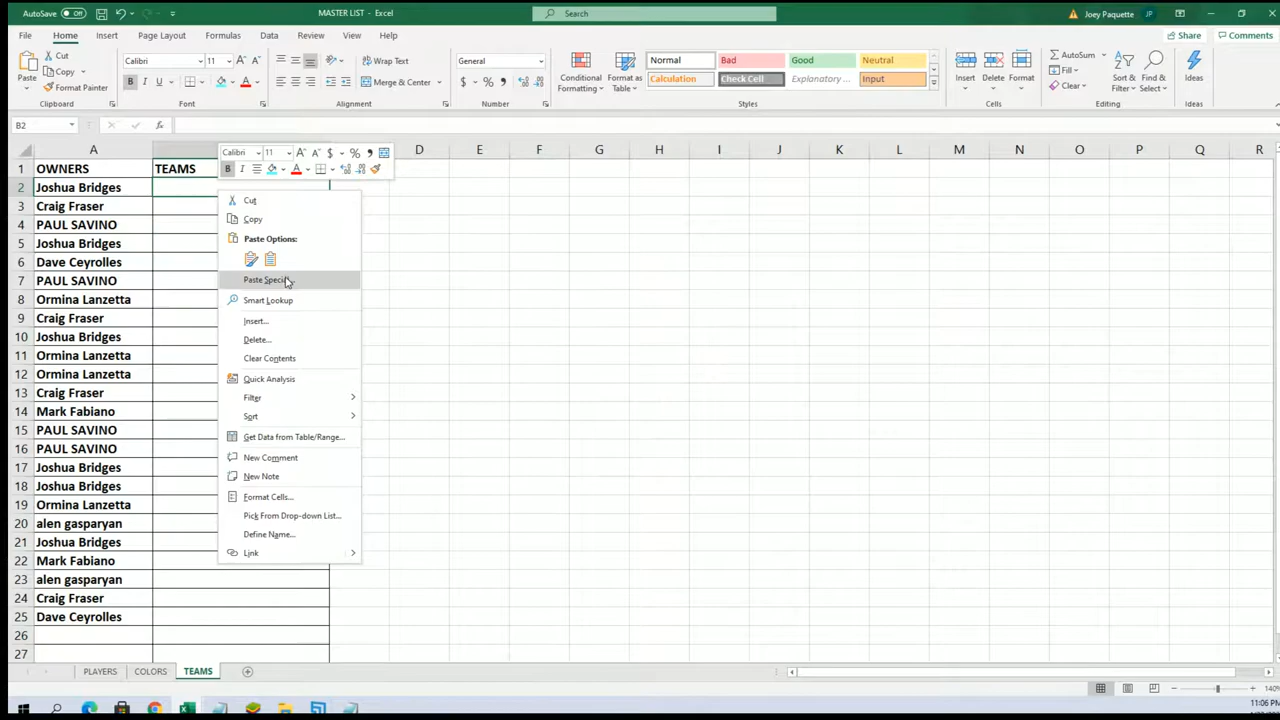 AutoSave Off MASTER LIST - Excel Search Joey Paquette JP
File Home Insert Page Layout Formulas Data Review View Help Share Comments
Paste Cut Copy Format Painter
Calibri 11 A A B I U A
Wrap Text Merge & Center
General $ % ,
Conditional Formatting Format as Table
Normal Bad Good Neutral
Calculation Check Cell Explanatory ... Input
Insert Delete Format
AutoSum Fill Clear Sort & Filter Find & Select Ideas
Clipboard Font Alignment Number Styles Cells Editing Ideas
B2 fx
A D E F G H I J K L M N O P Q R
Calibri 11 A A $ % ,
B I A
1 OWNERS TEAMS
2 Joshua Bridges
3 Craig Fraser
4 PAUL SAVINO
5 Joshua Bridges
6 Dave Ceyrolles
7 PAUL SAVINO
8 Ormina Lanzetta
9 Craig Fraser
10 Joshua Bridges
11 Ormina Lanzetta
12 Ormina Lanzetta
13 Craig Fraser
14 Mark Fabiano
15 PAUL SAVINO
16 PAUL SAVINO
17 Joshua Bridges
18 Joshua Bridges
19 Ormina Lanzetta
20 alen gasparyan
21 Joshua Bridges
22 Mark Fabiano
23 alen gasparyan
24 Craig Fraser
25 Dave Ceyrolles
26
27
Cut
Copy
Paste Options:
Paste Special...
Smart Lookup
Insert...
Delete...
Clear Contents
Quick Analysis
Filter
Sort
Get Data from Table/Range...
New Comment
New Note
Format Cells...
Pick From Drop-down List...
Define Name...
Link
PLAYERS COLORS TEAMS
140%
11:06 PM